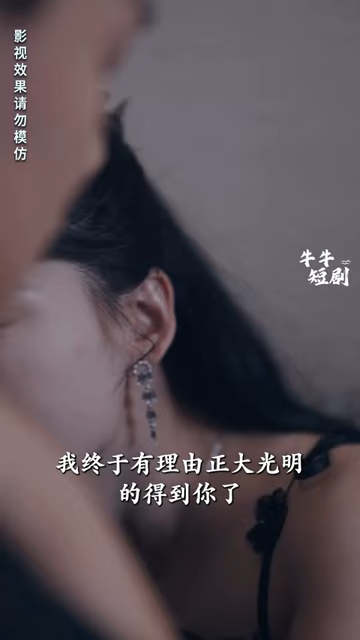 影视效果请勿模仿
牛牛
短剧
我终于有理由正大光明
的得到你了